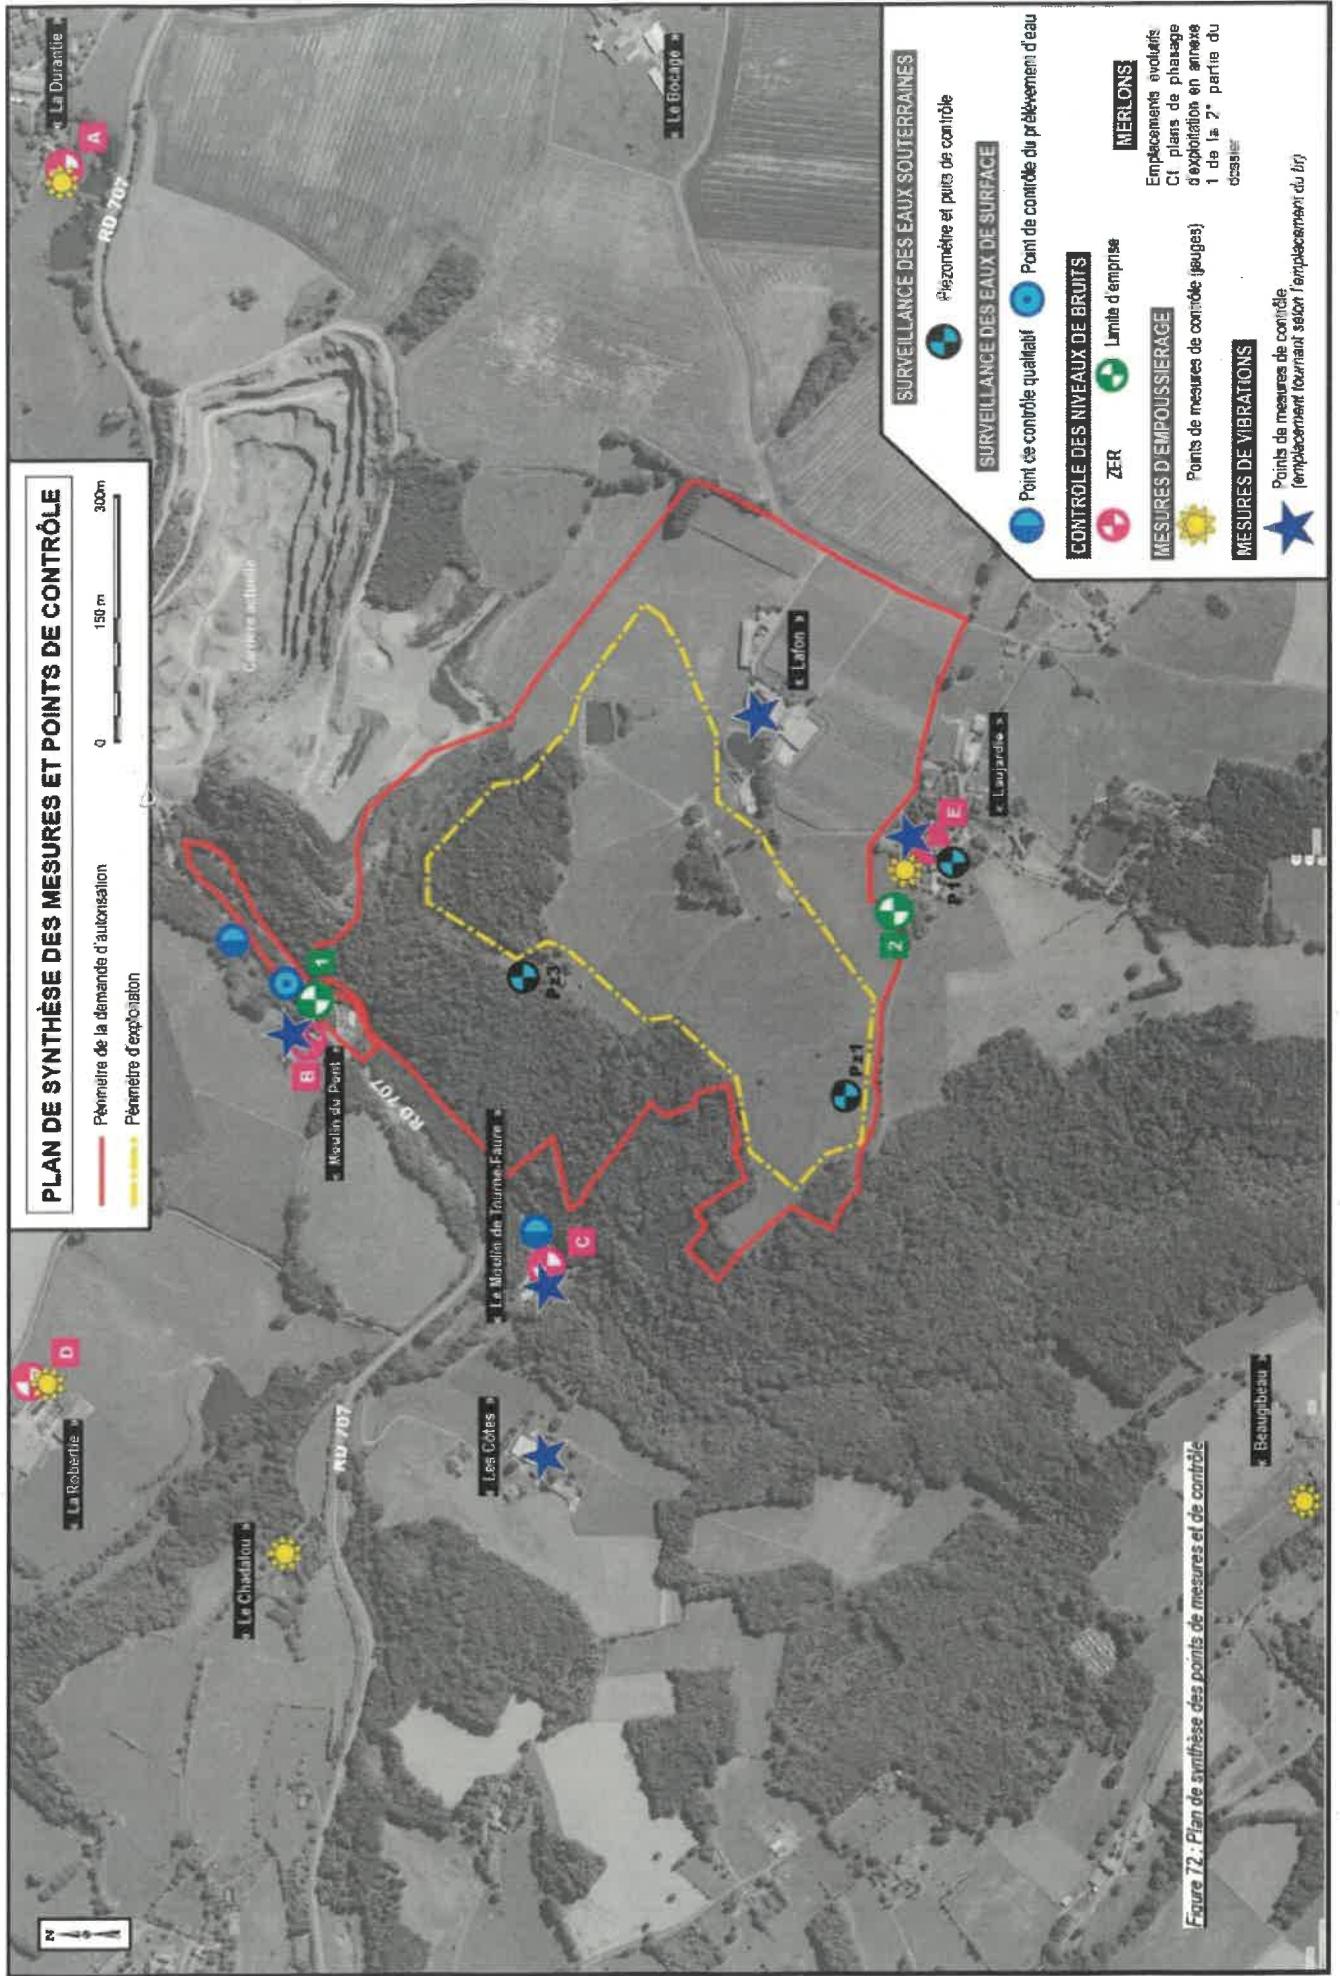 PLAN DE SYNTHÈSE DES MESURES ET POINTS DE CONTRÔLE
Périmètre de la demande d'autorisation
Périmètre d'exploitation
0 150 m 300m
N
« La Robertie »
D
« Le Chadalou »
RD 707
« Les Côtes »
« Le Moulin de Tourne-Faure »
C
« Moulin du Pont »
B
1
RD 707
Carrière actuelle
RD 707
« La Durantie »
A
« Le Bocage »
Pz3
Pz1
2
P1
E
« Lafon »
« Laujardie »
« Beaugibeau »
SURVEILLANCE DES EAUX SOUTERRAINES
Piézomètre et puits de contrôle
SURVEILLANCE DES EAUX DE SURFACE
Point de contrôle qualitatif
Point de contrôle du prélèvement d'eau
CONTROLE DES NIVEAUX DE BRUITS
ZER
Limite d'emprise
MESURES D'EMPOUSSIERAGE
Points de mesures de contrôle (jauges)
MESURES DE VIBRATIONS
Points de mesures de contrôle
(emplacement tournant selon l'emplacement du tir)
MERLONS
Emplacements évolutifs
Cf plans de phasage
d'exploitation en annexe
1 de la 2° partie du
dossier
Figure 72 : Plan de synthèse des points de mesures et de contrôle